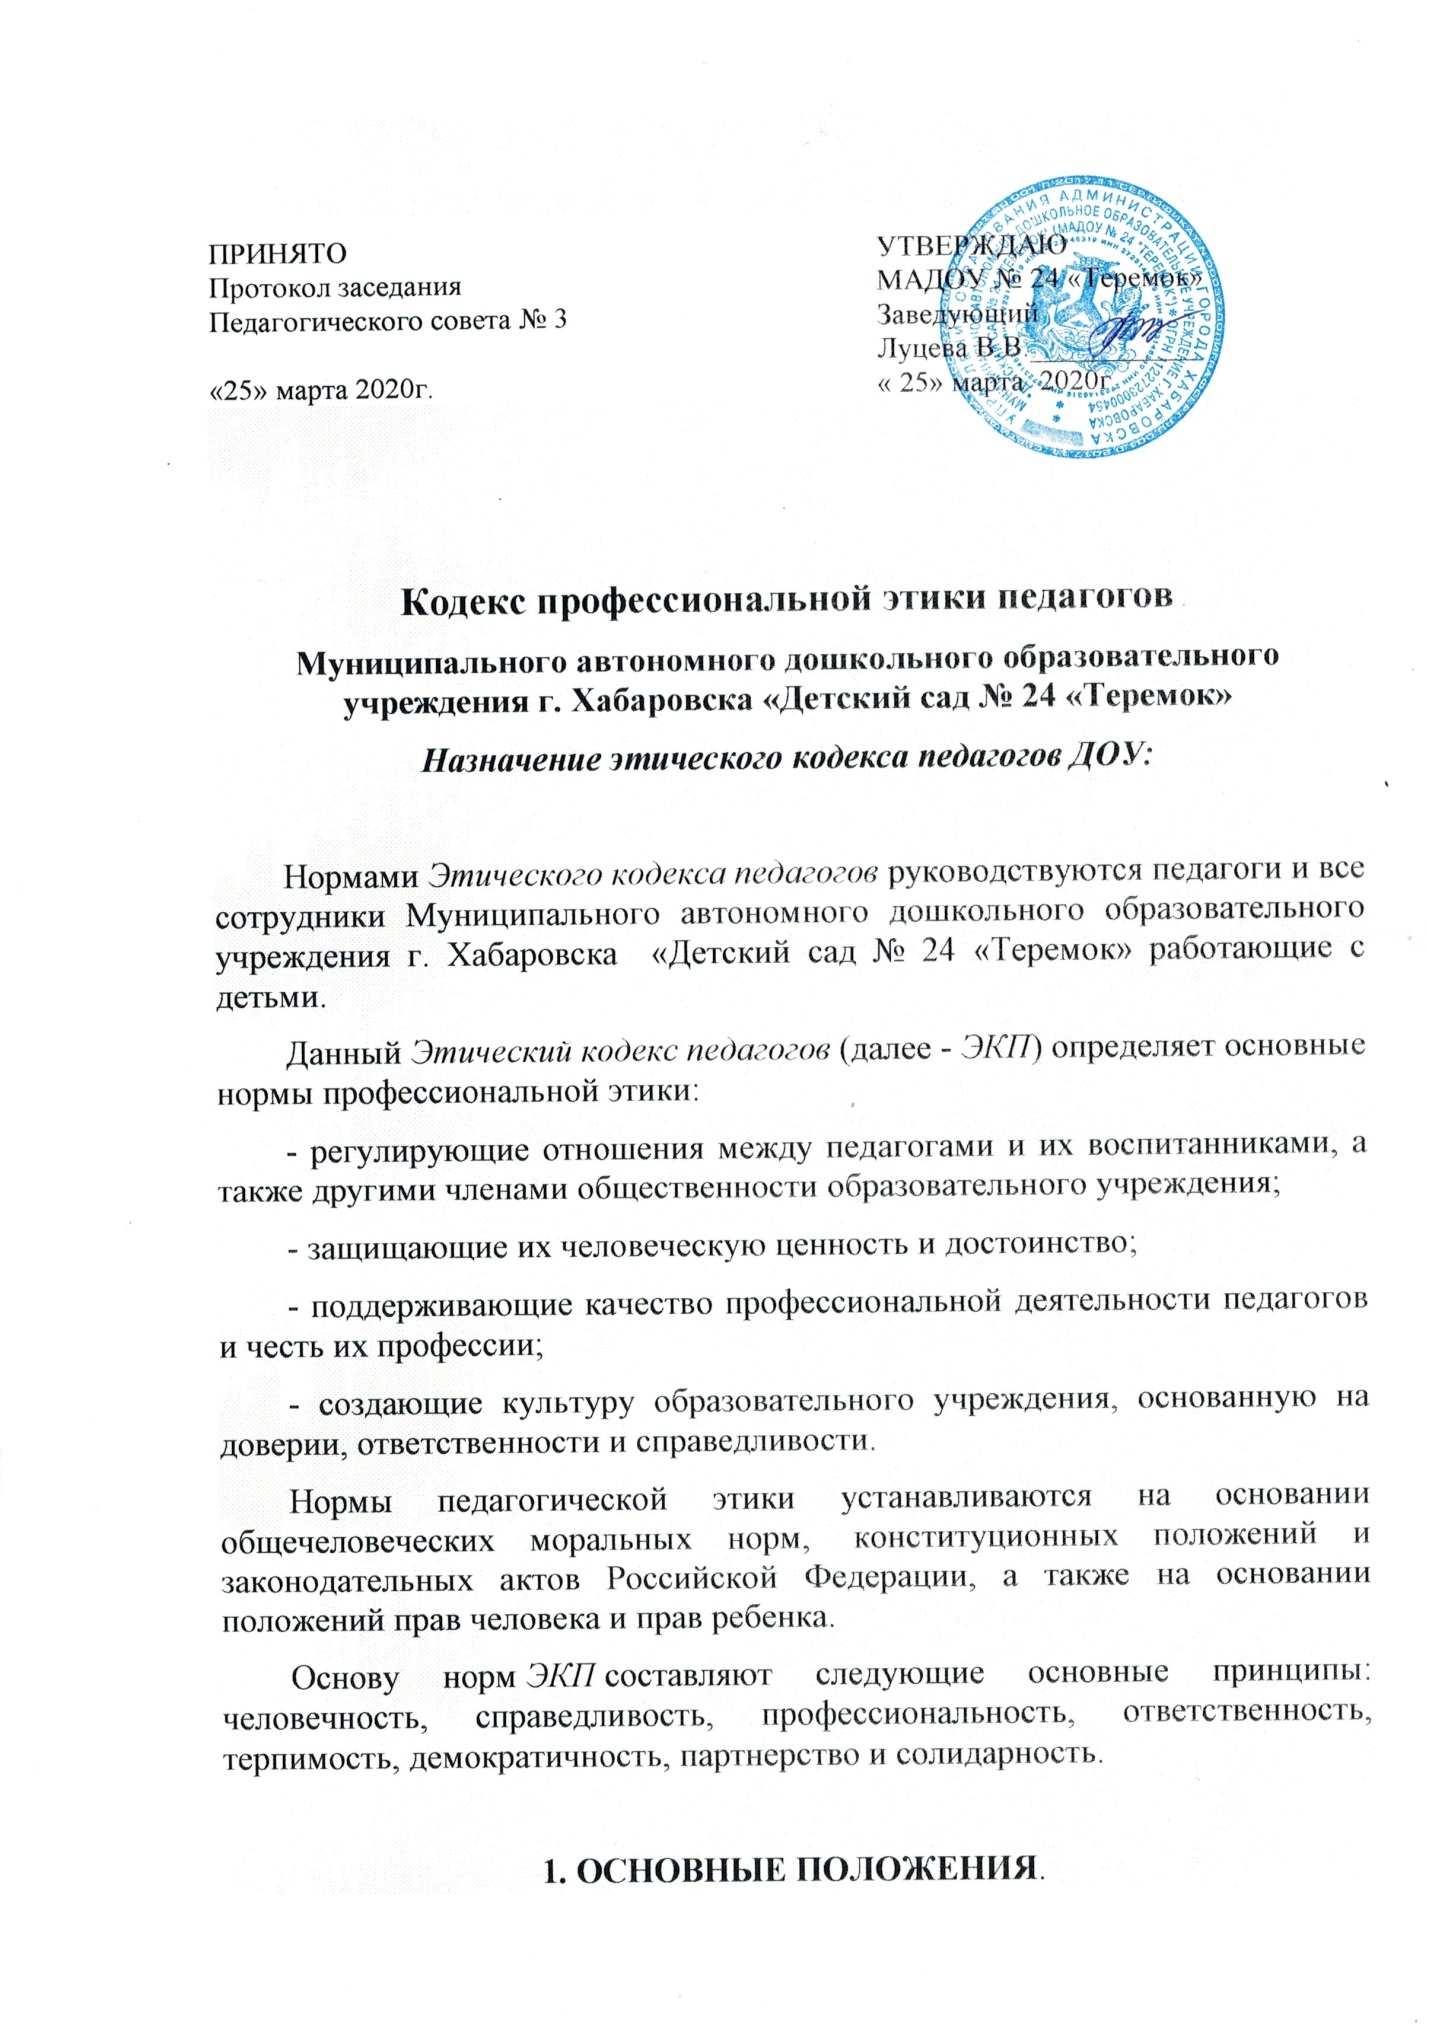 ПРИНЯТО
Протокол заседания
Педагогического совета № 3
«25» марта 2020г.
УТВЕРЖДАЮ
МАДОУ № 24 «Теремок»
Заведующий
Луцева В.В.
« 25» марта 2020г
Кодекс профессиональной этики педагогов
Муниципального автономного дошкольного образовательного
учреждения г. Хабаровска «Детский сад № 24 «Теремок»
Назначение этического кодекса педагогов ДОУ:
Нормами Этического кодекса педагогов руководствуются педагоги и все
сотрудники Муниципального автономного дошкольного образовательного
учреждения г. Хабаровска «Детский сад № 24 «Теремок» работающие с
детьми.
Данный Этический кодекс педагогов (далее - ЭКП) определяет основные
нормы профессиональной этики:
- регулирующие отношения между педагогами и их воспитанниками, а
также другими членами общественности образовательного учреждения;
- защищающие их человеческую ценность и достоинство;
- поддерживающие качество профессиональной деятельности педагогов
и честь их профессии;
- создающие культуру образовательного учреждения, основанную на
доверии, ответственности и справедливости.
Нормы педагогической этики устанавливаются на основании
общечеловеческих моральных норм, конституционных положений и
законодательных актов Российской Федерации, а также на основании
положений прав человека и прав ребенка.
Основу норм ЭКП составляют следующие основные принципы:
человечность, справедливость, профессиональность, ответственность,
терпимость, демократичность, партнерство и солидарность.
1. ОСНОВНЫЕ ПОЛОЖЕНИЯ.